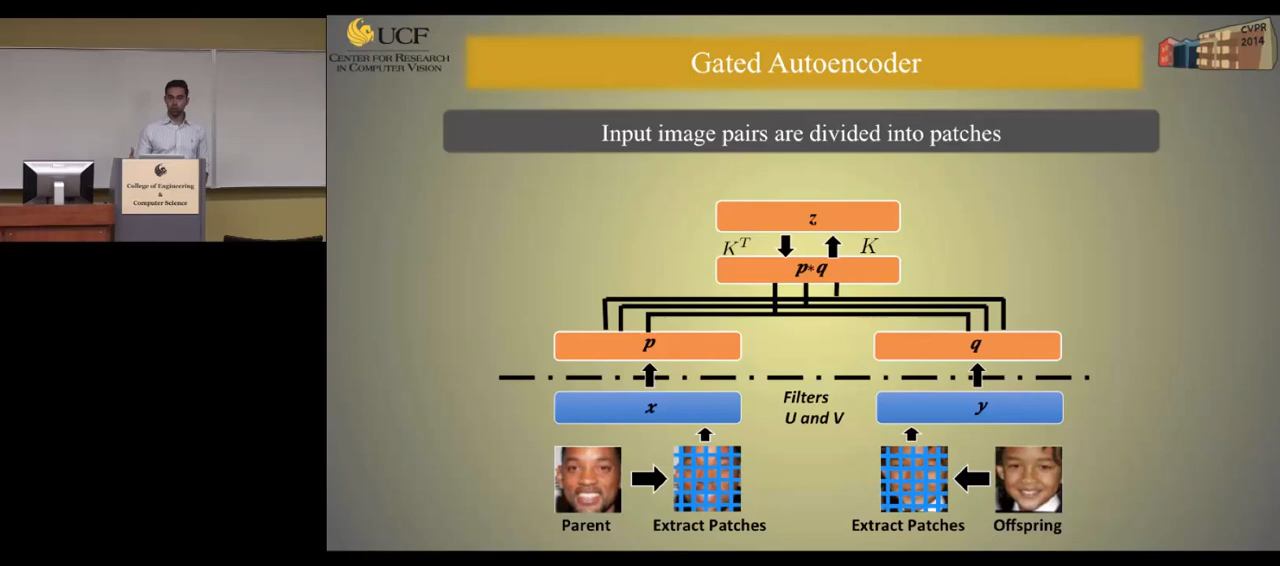 UCF
CENTER FOR RESEARCH
IN COMPUTER VISION
Gated Autoencoder
CVPR
2014
Input image pairs are divided into patches
College of Engineering
&
Computer Science
z
K^T
K
p*q
p
q
x
Filters
U and V
y
Parent
Extract Patches
Extract Patches
Offspring